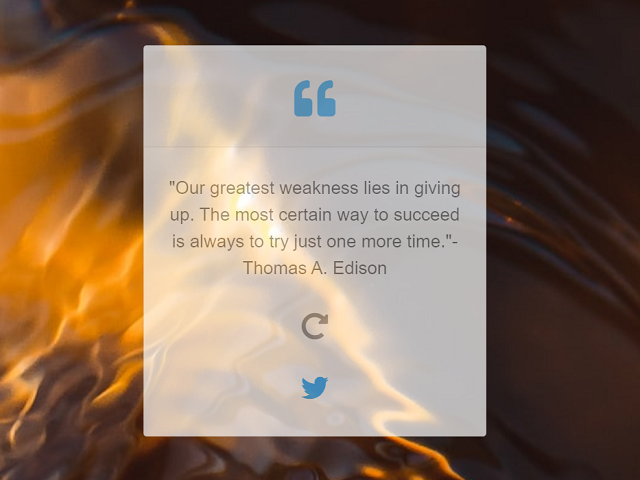 "Our greatest weakness lies in giving
up. The most certain way to succeed
is always to try just one more time."-
Thomas A. Edison